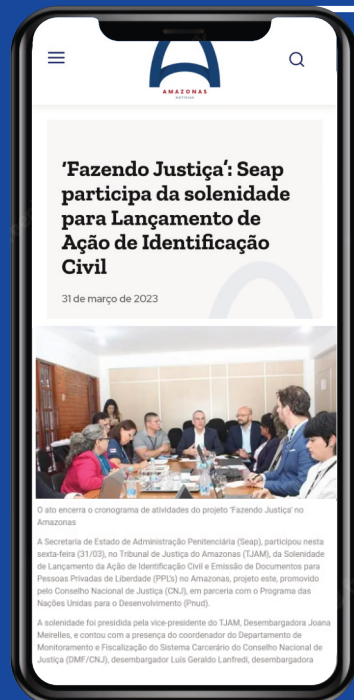 AMAZONAS
NOTÍCIAS
‘Fazendo Justiça’: Seap
participa da solenidade
para Lançamento de
Ação de Identificação
Civil
31 de março de 2023
O ato encerra o cronograma de atividades do projeto ‘Fazendo Justiça’ no
Amazonas
A Secretaria de Estado de Administração Penitenciária (Seap), participou nesta
sexta-feira (31/03), no Tribunal de Justiça do Amazonas (TJAM), da Solenidade
de Lançamento da Ação de Identificação Civil e Emissão de Documentos para
Pessoas Privadas de Liberdade (PPL’s) no Amazonas, projeto este, promovido
pelo Conselho Nacional de Justiça (CNJ), em parceria com o Programa das
Nações Unidas para o Desenvolvimento (Pnud).
A solenidade foi presidida pela vice-presidente do TJAM, Desembargadora Joana
Meirelles, e contou com a presença do coordenador do Departamento de
Monitoramento e Fiscalização do Sistema Carcerário do Conselho Nacional de
Justiça (DMF/CNJ), desembargador Luís Geraldo Lanfredi, desembargadora